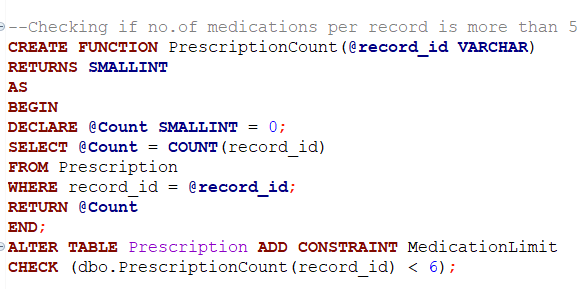 --Checking if no.of medications per record is more than 5
CREATE FUNCTION PrescriptionCount(@record_id VARCHAR)
RETURNS SMALLINT
AS
BEGIN
DECLARE @Count SMALLINT = 0;
SELECT @Count = COUNT(record_id)
FROM Prescription
WHERE record_id = @record_id;
RETURN @Count
END;
ALTER TABLE Prescription ADD CONSTRAINT MedicationLimit
CHECK (dbo.PrescriptionCount(record_id) < 6);